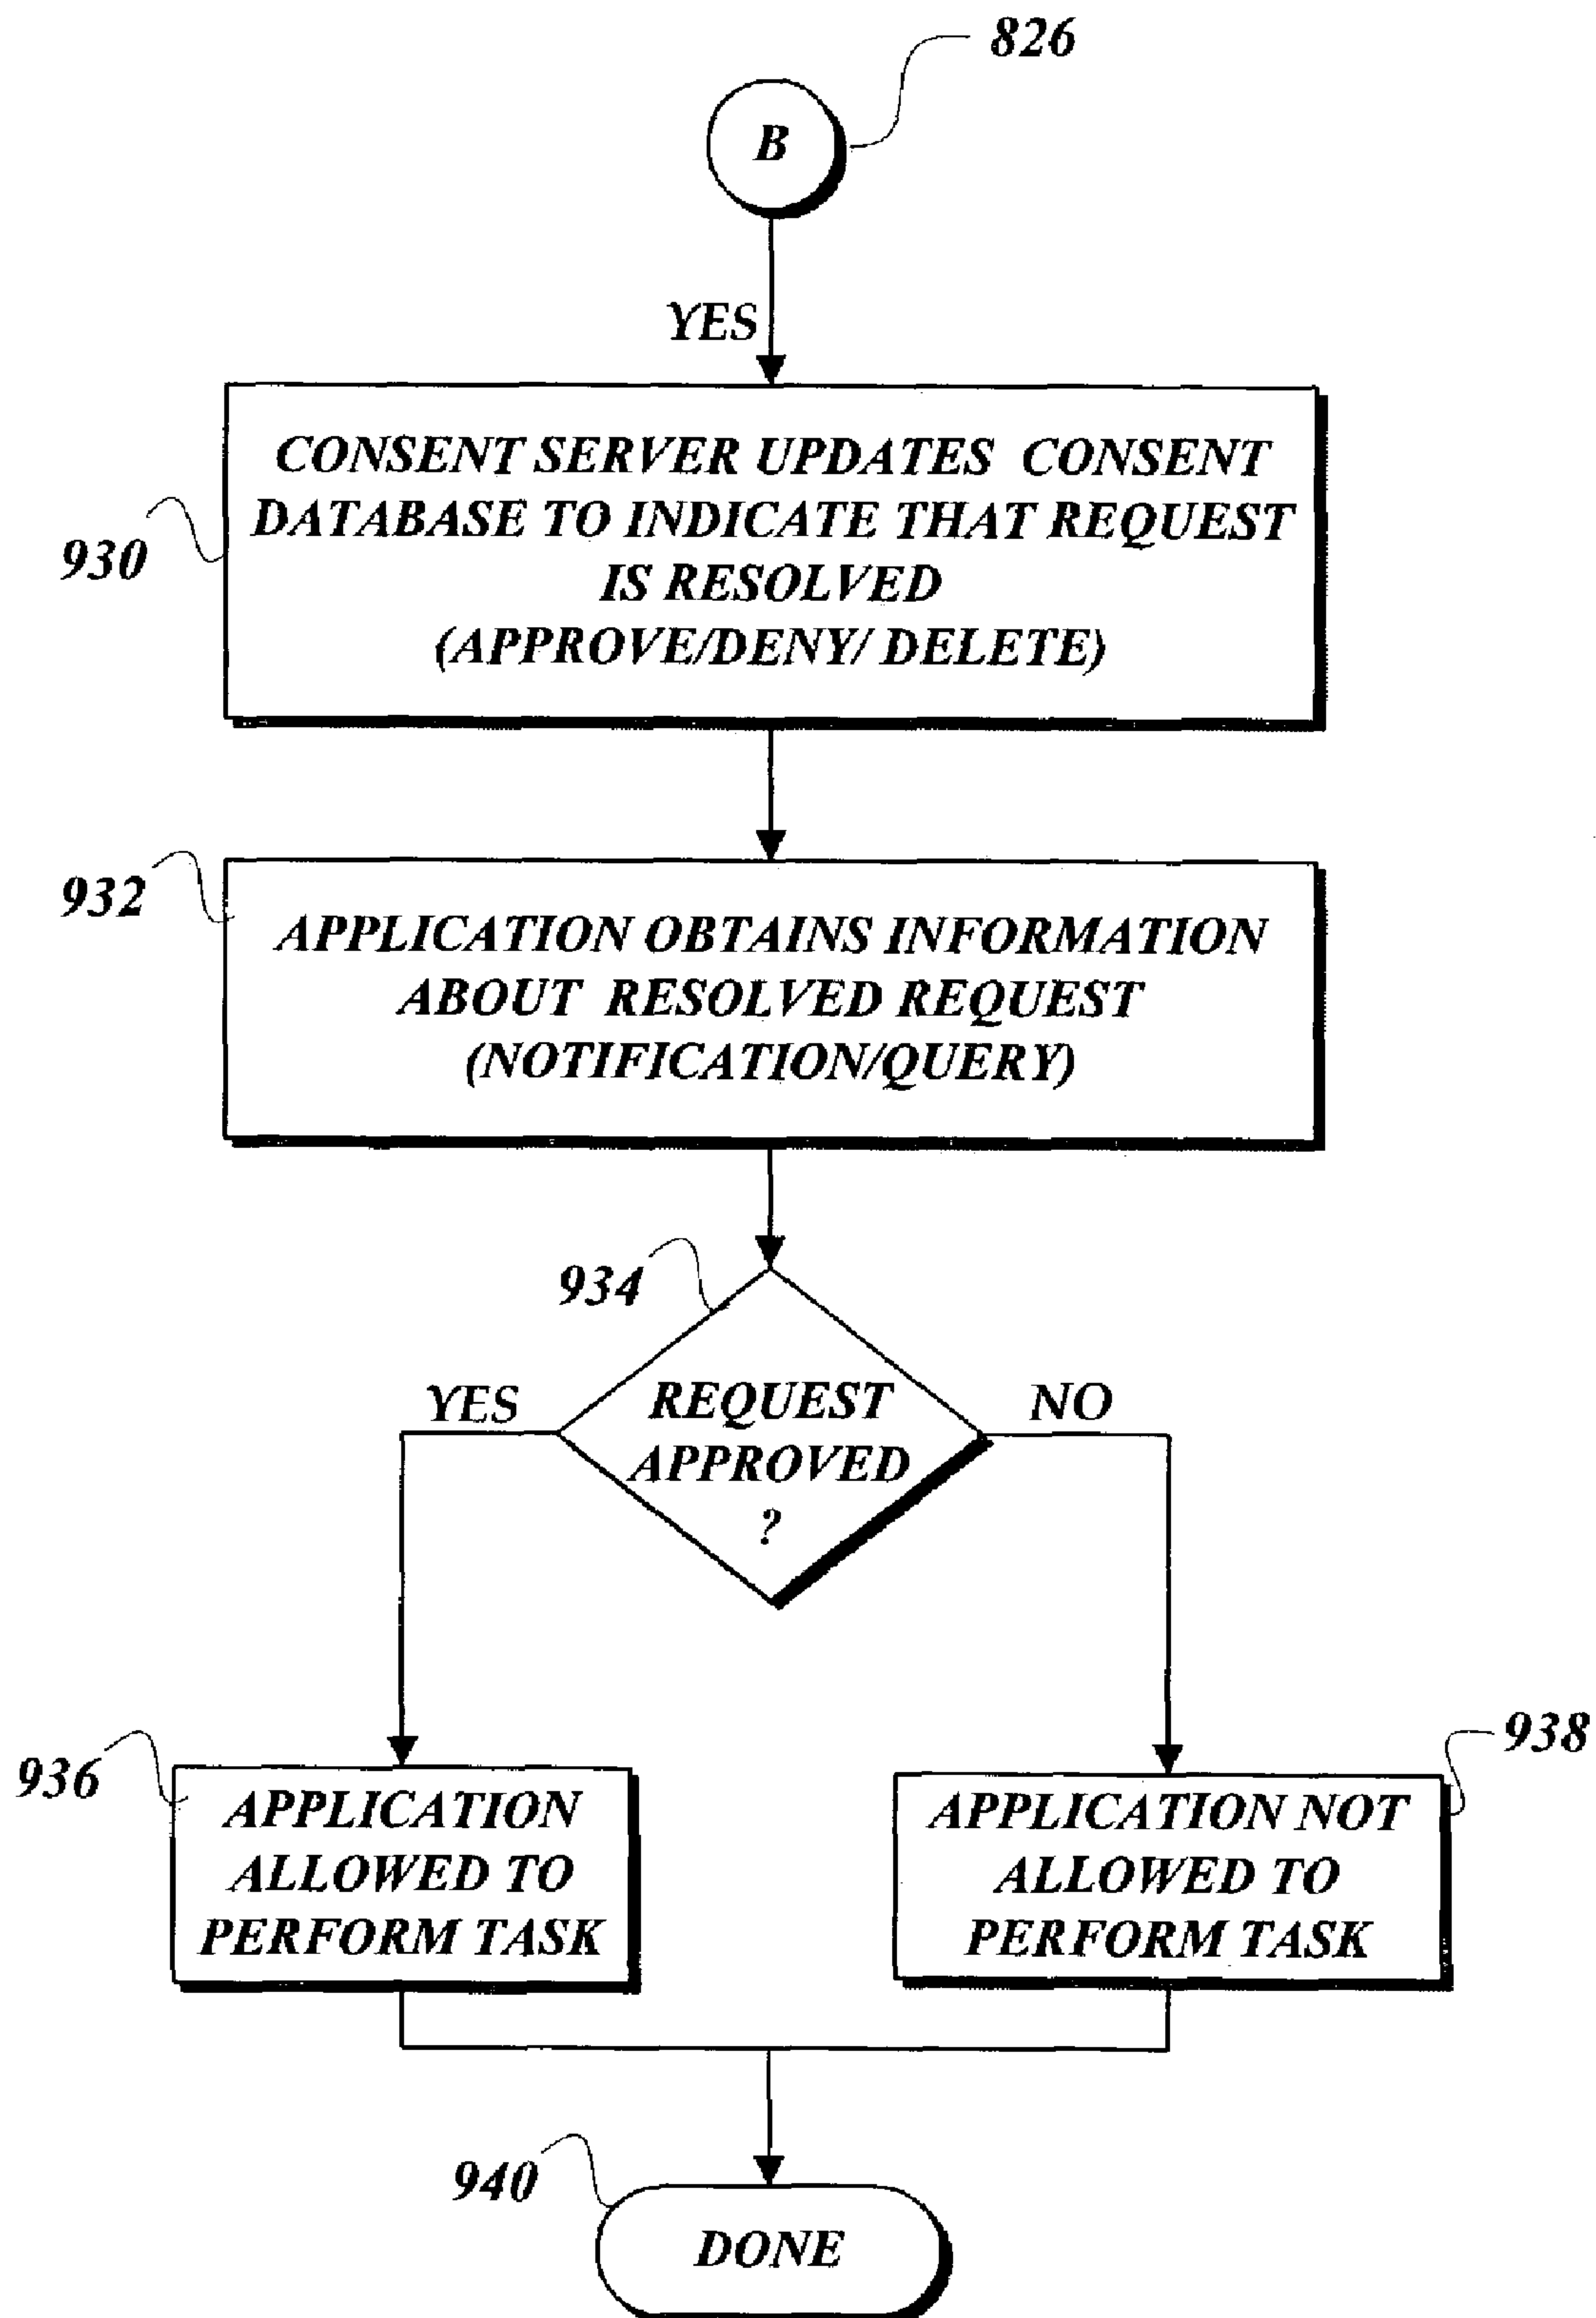 826
B
YES
CONSENT SERVER UPDATES CONSENT
DATABASE TO INDICATE THAT REQUEST
IS RESOLVED
(APPROVE/DENY/ DELETE)
930
932
APPLICATION OBTAINS INFORMATION
ABOUT RESOLVED REQUEST
(NOTIFICATION/QUERY)
934
YES
REQUEST
APPROVED
?
NO
936
APPLICATION
ALLOWED TO
PERFORM TASK
938
APPLICATION NOT
ALLOWED TO
PERFORM TASK
940
DONE